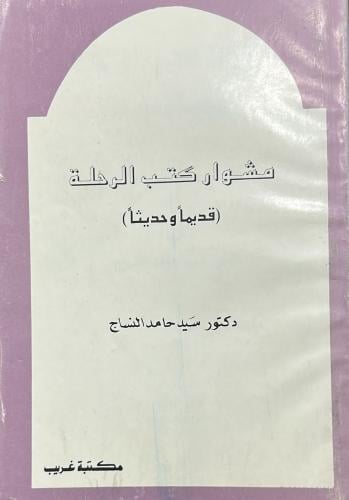 مشوار كتب الرحلة
(قديماً وحديثاً)
دكتور سيد حامد النساج
مكتبة غريب